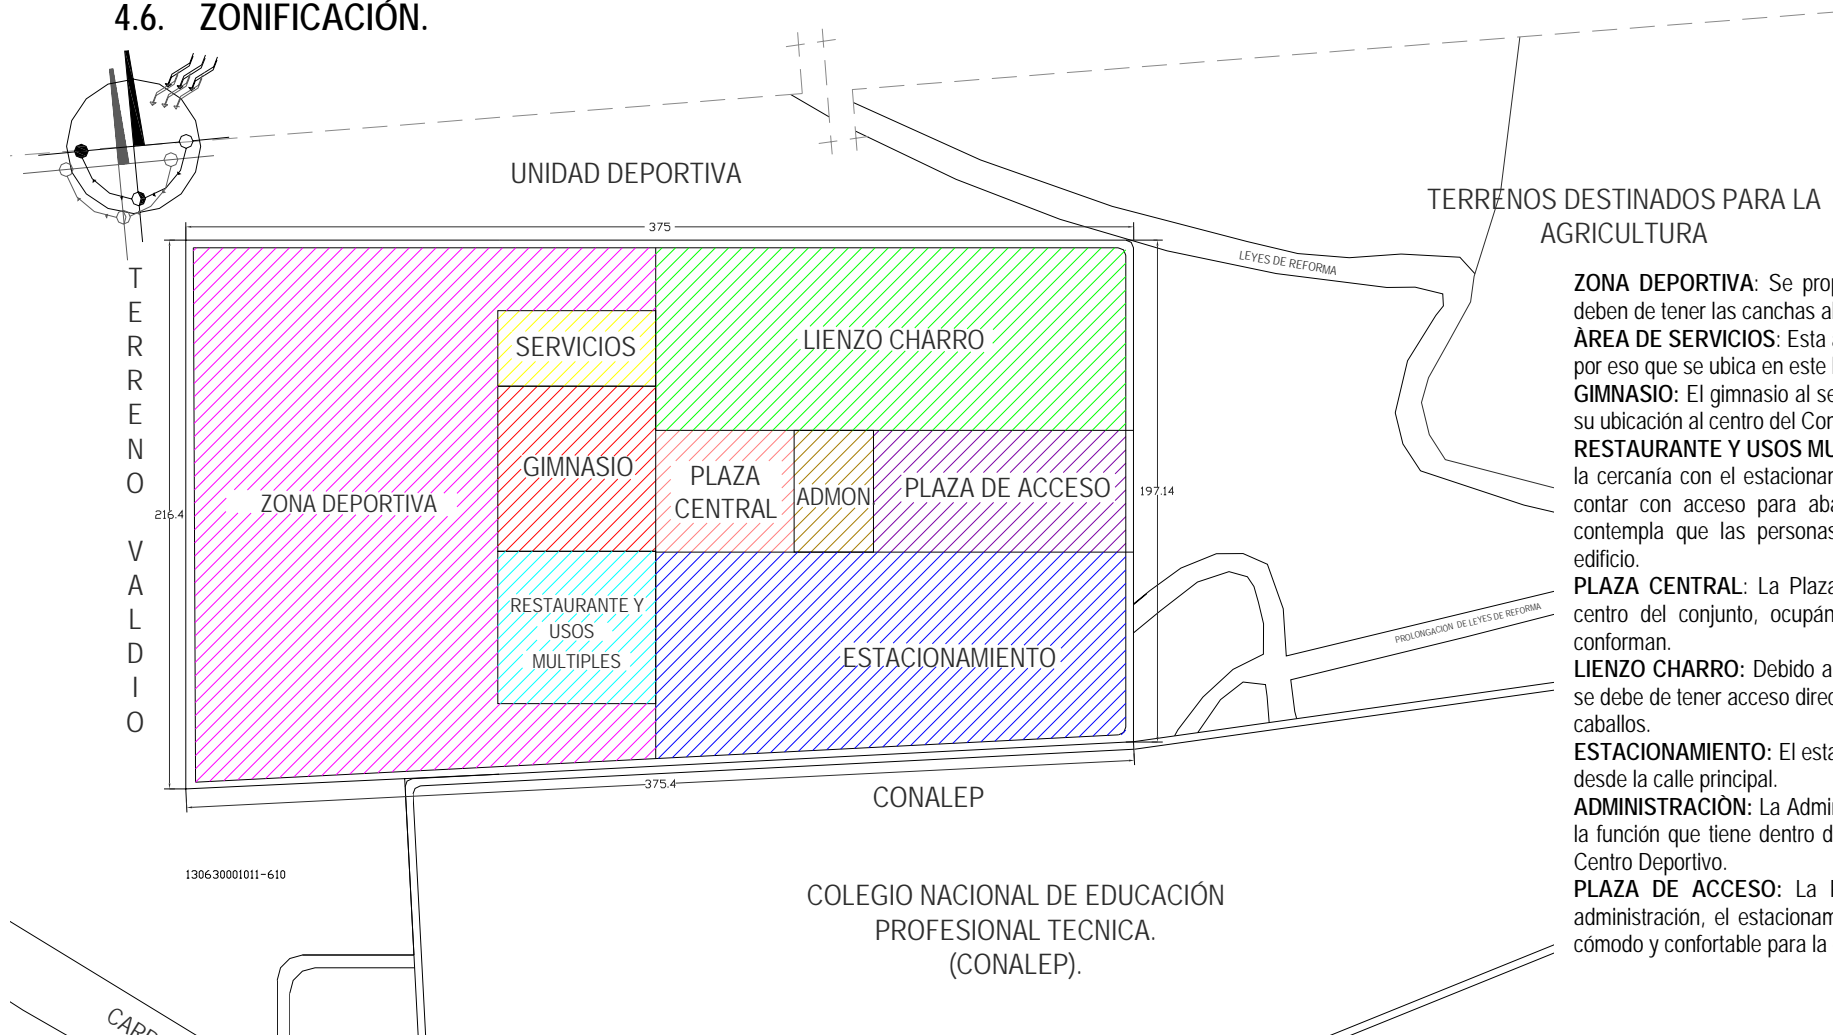 4.6. ZONIFICACIÓN.
UNIDAD DEPORTIVA
TERRENOS DESTINADOS PARA LA
AGRICULTURA
375
LEYES DE REFORMA
TERRENO VALDIO
SERVICIOS
LIENZO CHARRO
GIMNASIO
PLAZA
CENTRAL
ADMON
PLAZA DE ACCESO
ZONA DEPORTIVA
216.4
197.14
RESTAURANTE Y
USOS
MULTIPLES
ESTACIONAMIENTO
PROLONGACION DE LEYES DE REFORMA
375.4
CONALEP
130630001011-610
COLEGIO NACIONAL DE EDUCACIÓN
PROFESIONAL TECNICA.
(CONALEP).
ZONA DEPORTIVA: Se prop
deben de tener las canchas al
ÀREA DE SERVICIOS: Esta
por eso que se ubica en este
GIMNASIO: El gimnasio al se
su ubicación al centro del Con
RESTAURANTE Y USOS MU
la cercanía con el estacionam
contar con acceso para aba
contempla que las personas
edificio.
PLAZA CENTRAL: La Plaza
centro del conjunto, ocupán
conforman.
LIENZO CHARRO: Debido a
se debe de tener acceso direc
caballos.
ESTACIONAMIENTO: El esta
desde la calle principal.
ADMINISTRACIÒN: La Admi
la función que tiene dentro d
Centro Deportivo.
PLAZA DE ACCESO: La
administración, el estacionam
cómodo y confortable para la